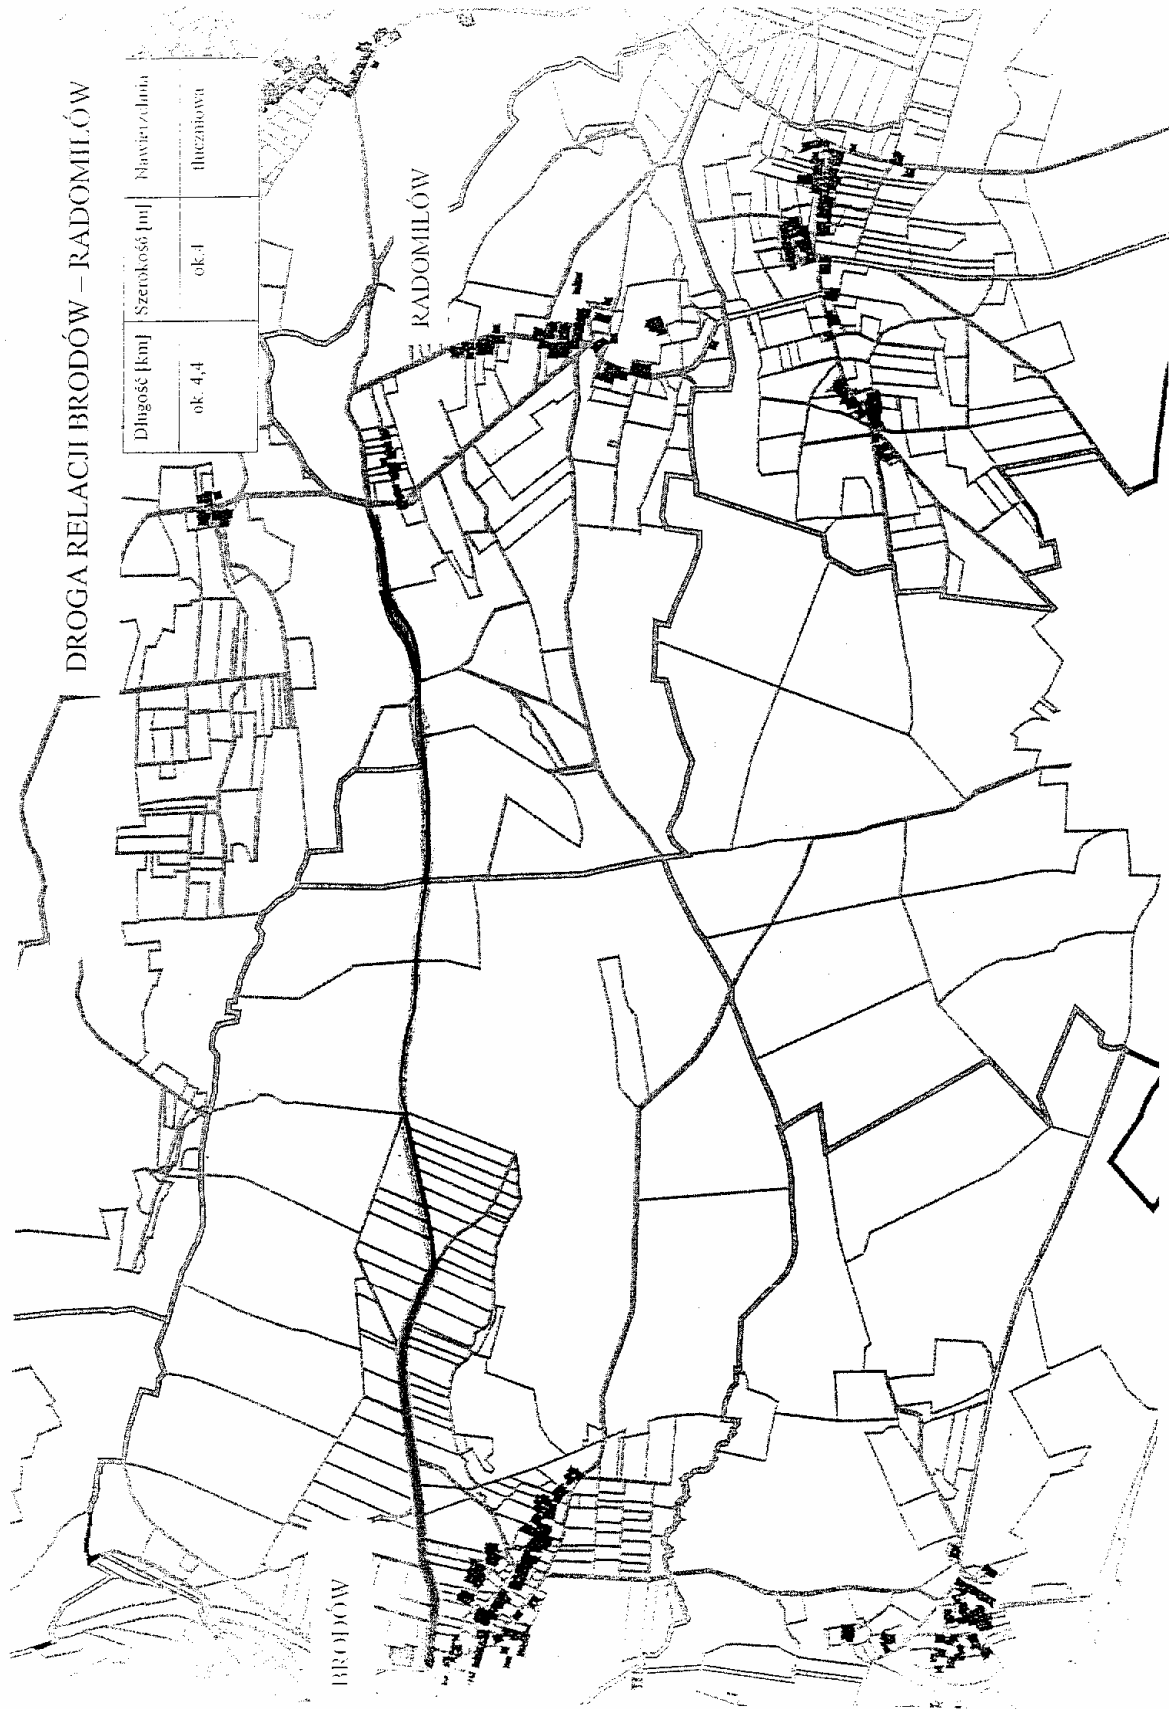 DROGA RELACJI BRODÓW – RADOMIŁÓW
Długość [km] Szerokość [m] Nawierzchnia
ok 4,4 ok.4 tłuczniowa
RADOMIŁÓW
BRODÓW